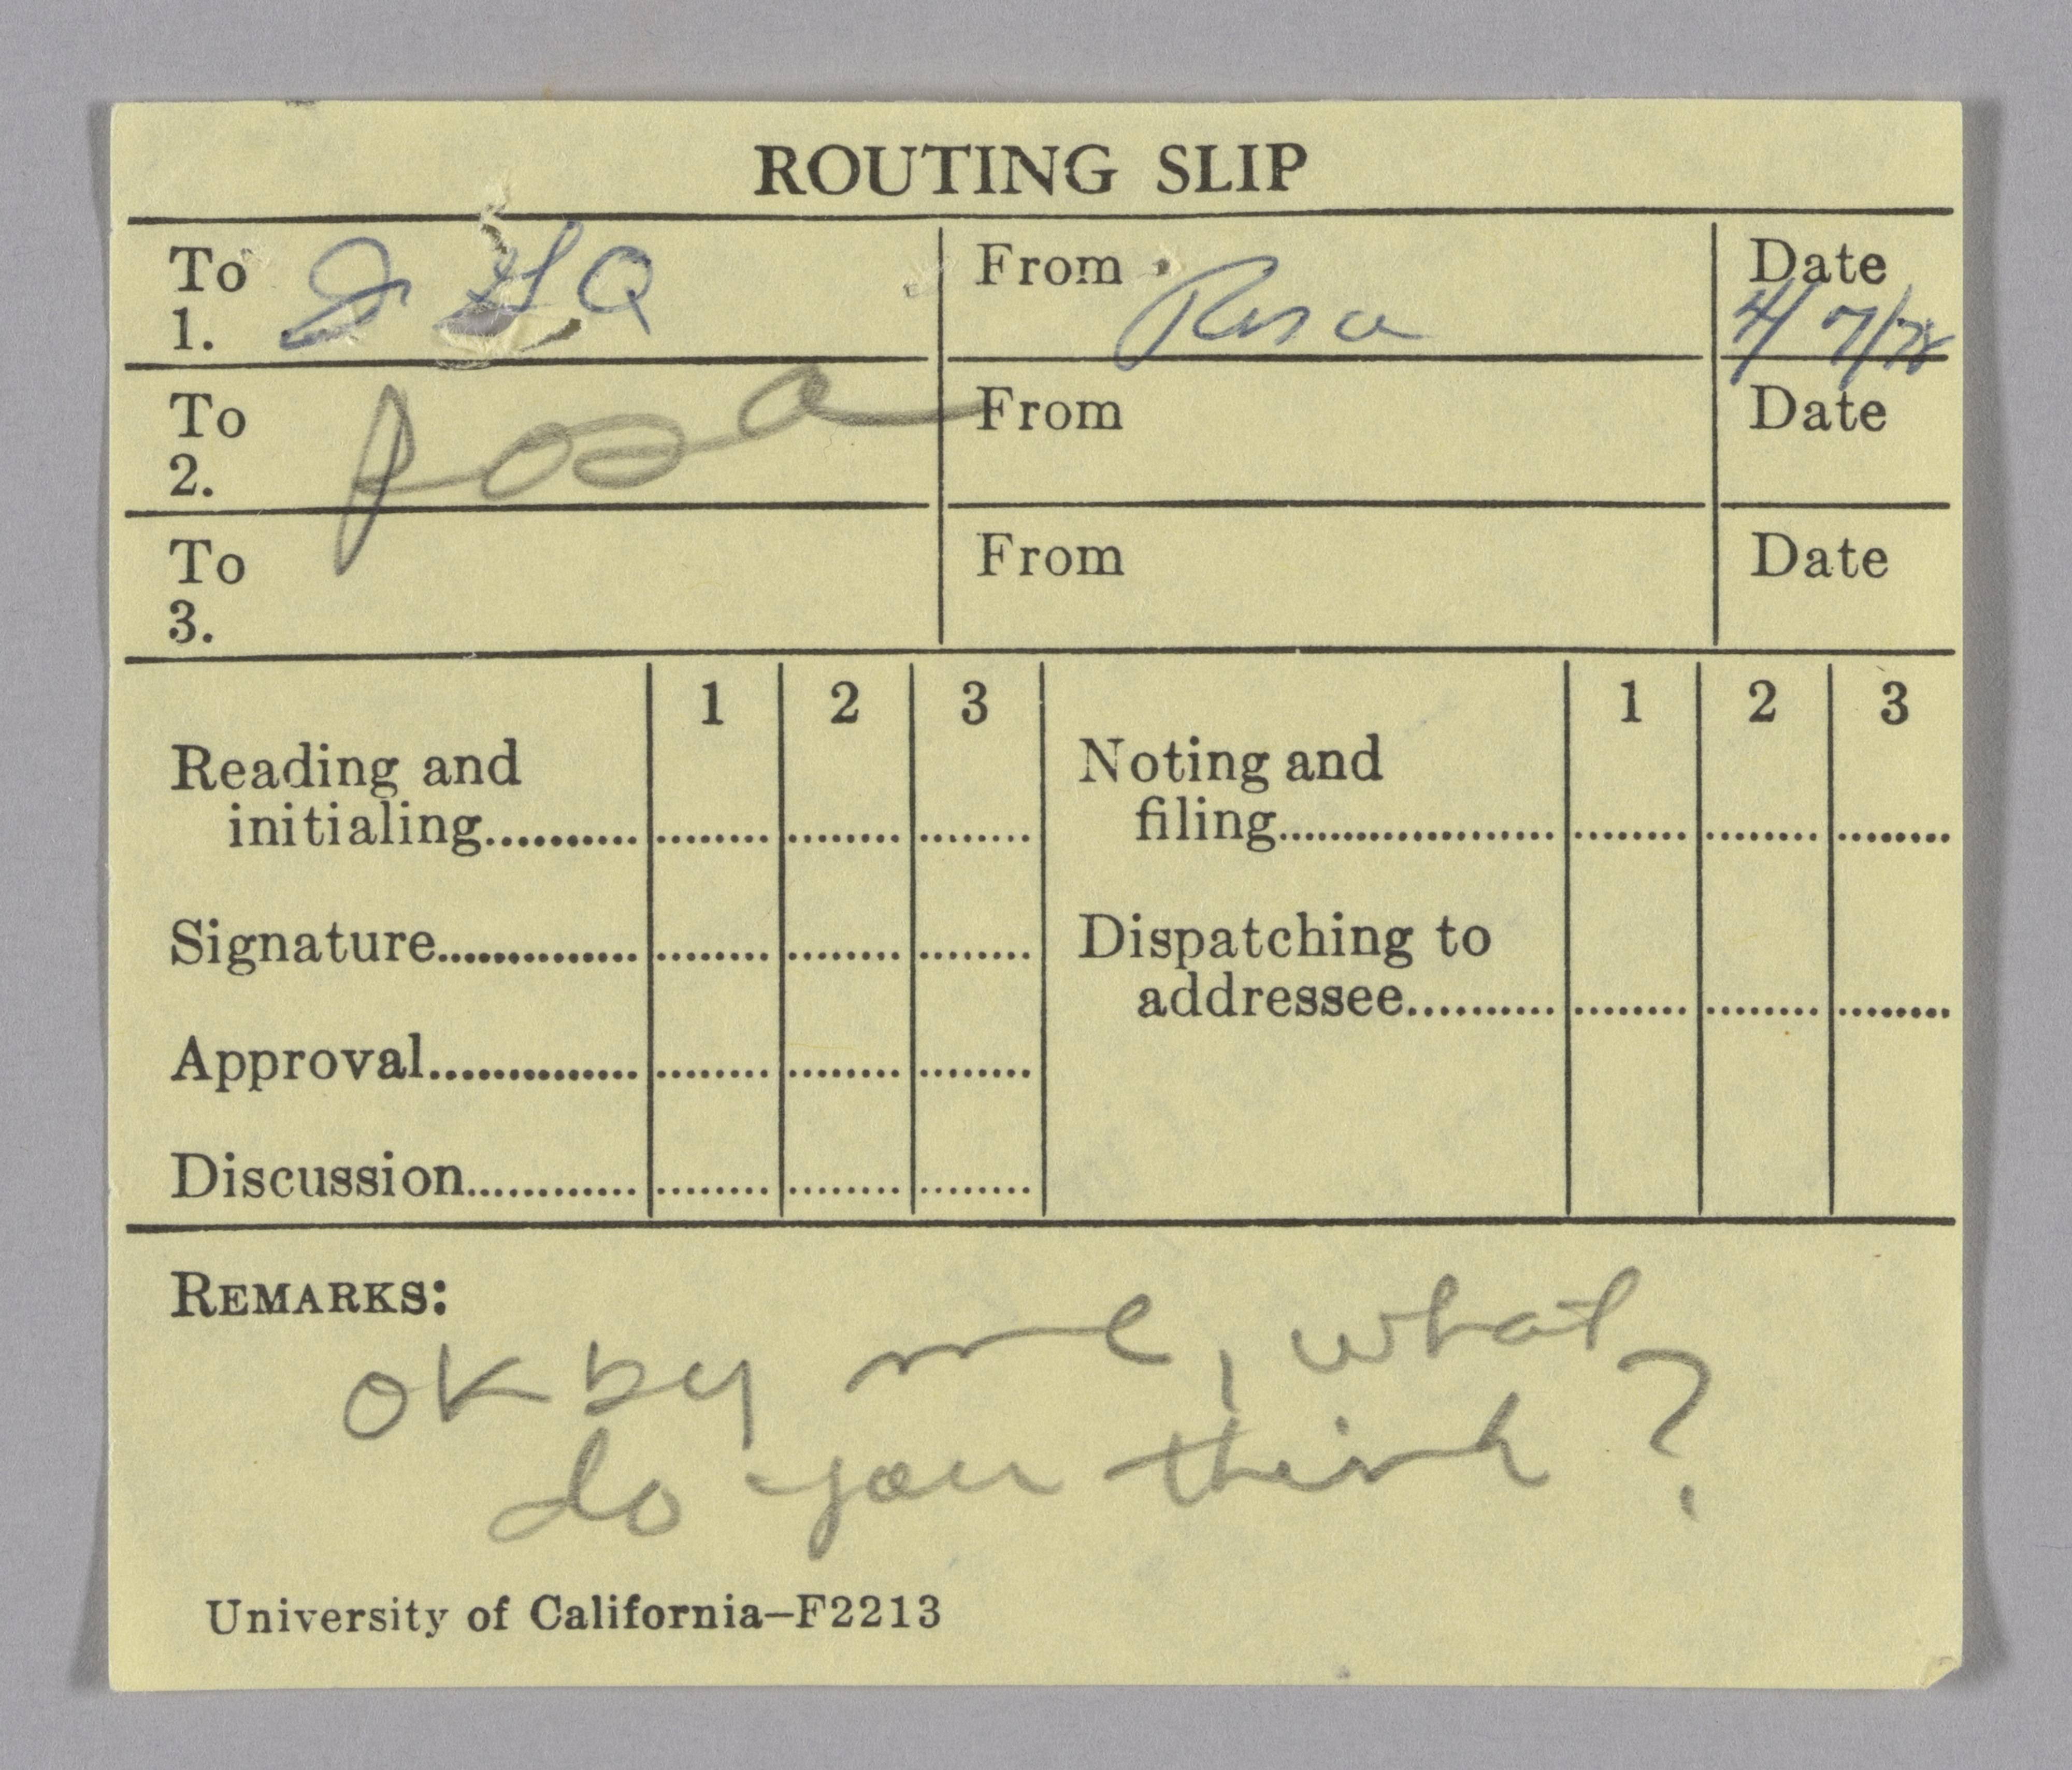 ROUTING SLIP
To
1.
From Rosa
Date 4/7/78
To
2. Rosa
From
Date
To
3.
From
Date
1 2 3
Reading and
initialing
Signature
Approval
Discussion
1 2 3
Noting and
filing
Dispatching to
addressee
REMARKS:
ok by me, what
do you think?
University of California–F2213